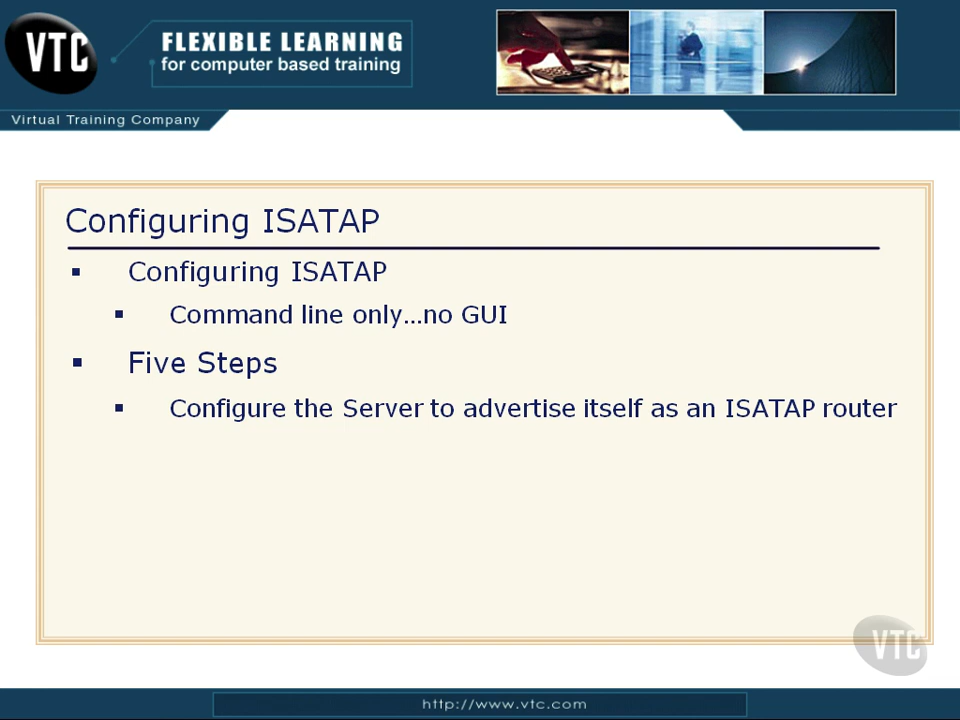 VTC
FLEXIBLE LEARNING
for computer based training
Virtual Training Company
Configuring ISATAP
▪ Configuring ISATAP
▪ Command line only...no GUI
▪ Five Steps
▪ Configure the Server to advertise itself as an ISATAP router
VTC
http://www.vtc.com